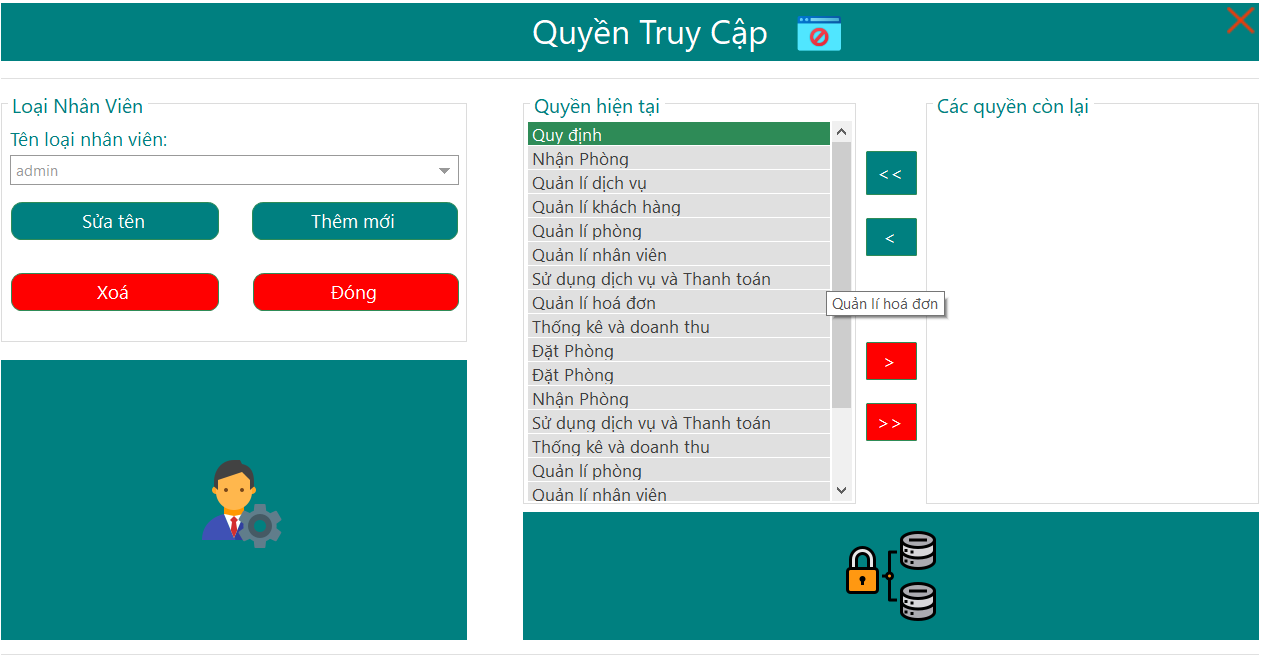 Quyền Truy Cập
Loại Nhân Viên
Tên loại nhân viên:
admin
Sửa tên
Thêm mới
Xoá
Đóng
Quyền hiện tại
Quy định
Nhận Phòng
Quản lí dịch vụ
Quản lí khách hàng
Quản lí phòng
Quản lí nhân viên
Sử dụng dịch vụ và Thanh toán
Quản lí hoá đơn
Thống kê và doanh thu
Đặt Phòng
Đặt Phòng
Nhận Phòng
Sử dụng dịch vụ và Thanh toán
Thống kê và doanh thu
Quản lí phòng
Quản lí nhân viên
<<
<
Quản lí hoá đơn
>
>>
Các quyền còn lại